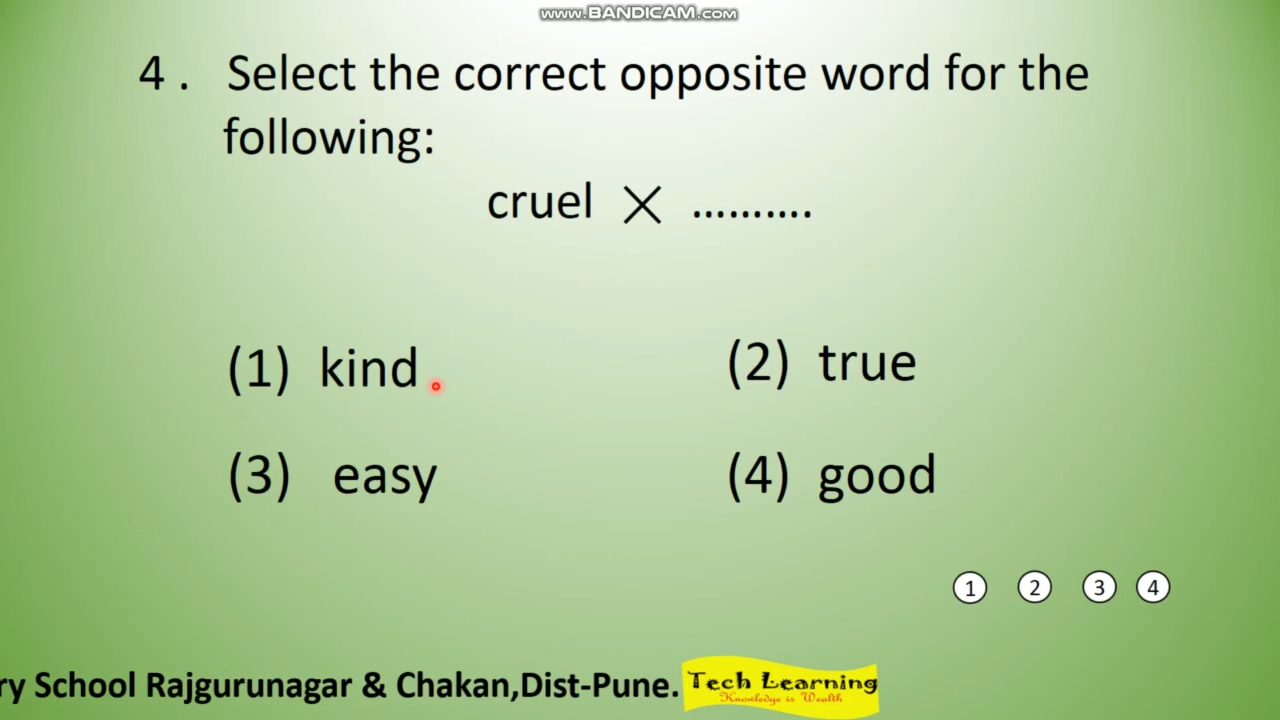 www.BANDICAM.com
4 . Select the correct opposite word for the
following:
cruel × ..........
(1) kind
(2) true
(3) easy
(4) good
1 2 3 4
ry School Rajgurunagar & Chakan,Dist-Pune.
Tech Learning
Knowledge is Wealth